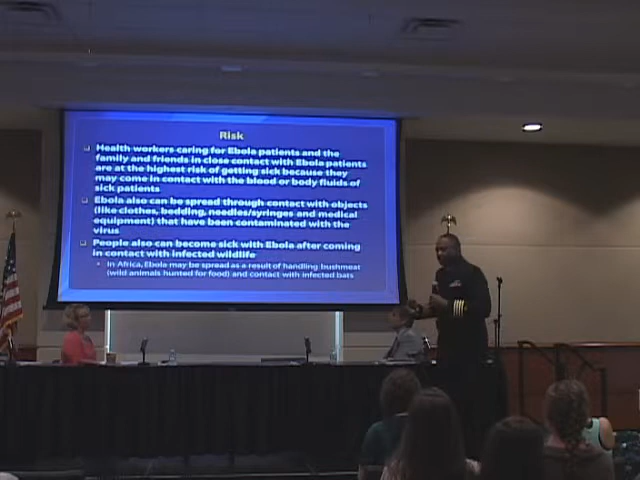 Risk
Health workers caring for Ebola patients and the
family and friends in close contact with Ebola patients
are at the highest risk of getting sick because they
may come in contact with the blood or body fluids of
sick patients
Ebola also can be spread through contact with objects
(like clothes, bedding, needles/syringes and medical
equipment) that have been contaminated with the
virus
People also can become sick with Ebola after coming
in contact with infected wildlife
In Africa, Ebola may be spread as a result of handling bushmeat
(wild animals hunted for food) and contact with infected bats